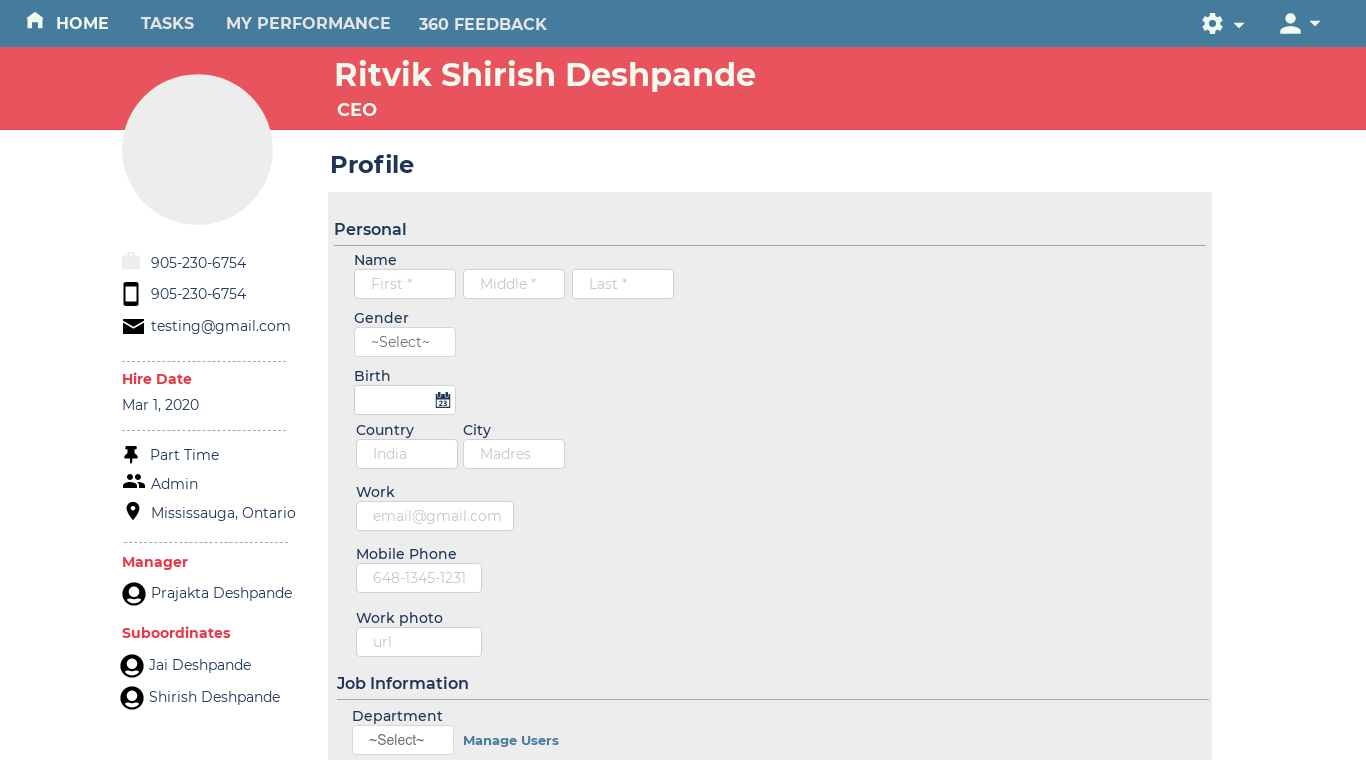 HOME TASKS MY PERFORMANCE 360 FEEDBACK
Ritvik Shirish Deshpande
CEO
Profile
905-230-6754
905-230-6754
testing@gmail.com
Hire Date
Mar 1, 2020
Part Time
Admin
Mississauga, Ontario
Manager
Prajakta Deshpande
Suboordinates
Jai Deshpande
Shirish Deshpande
Personal
Name
First * Middle * Last *
Gender
~Select~
Birth
23
Country City
India Madres
Work
email@gmail.com
Mobile Phone
648-1345-1231
Work photo
url
Job Information
Department
~Select~ Manage Users